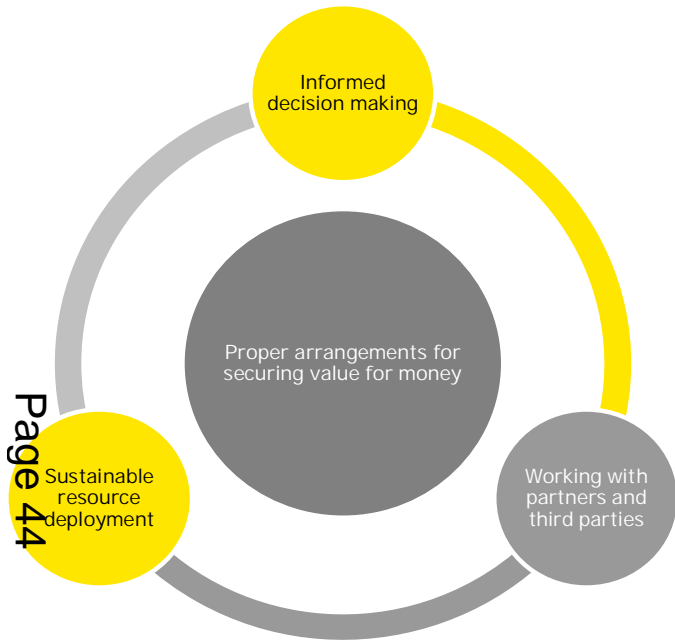 Informed
decision making
Proper arrangements for
securing value for money
Page 44
Sustainable
resource
deployment
Working with
partners and
third parties